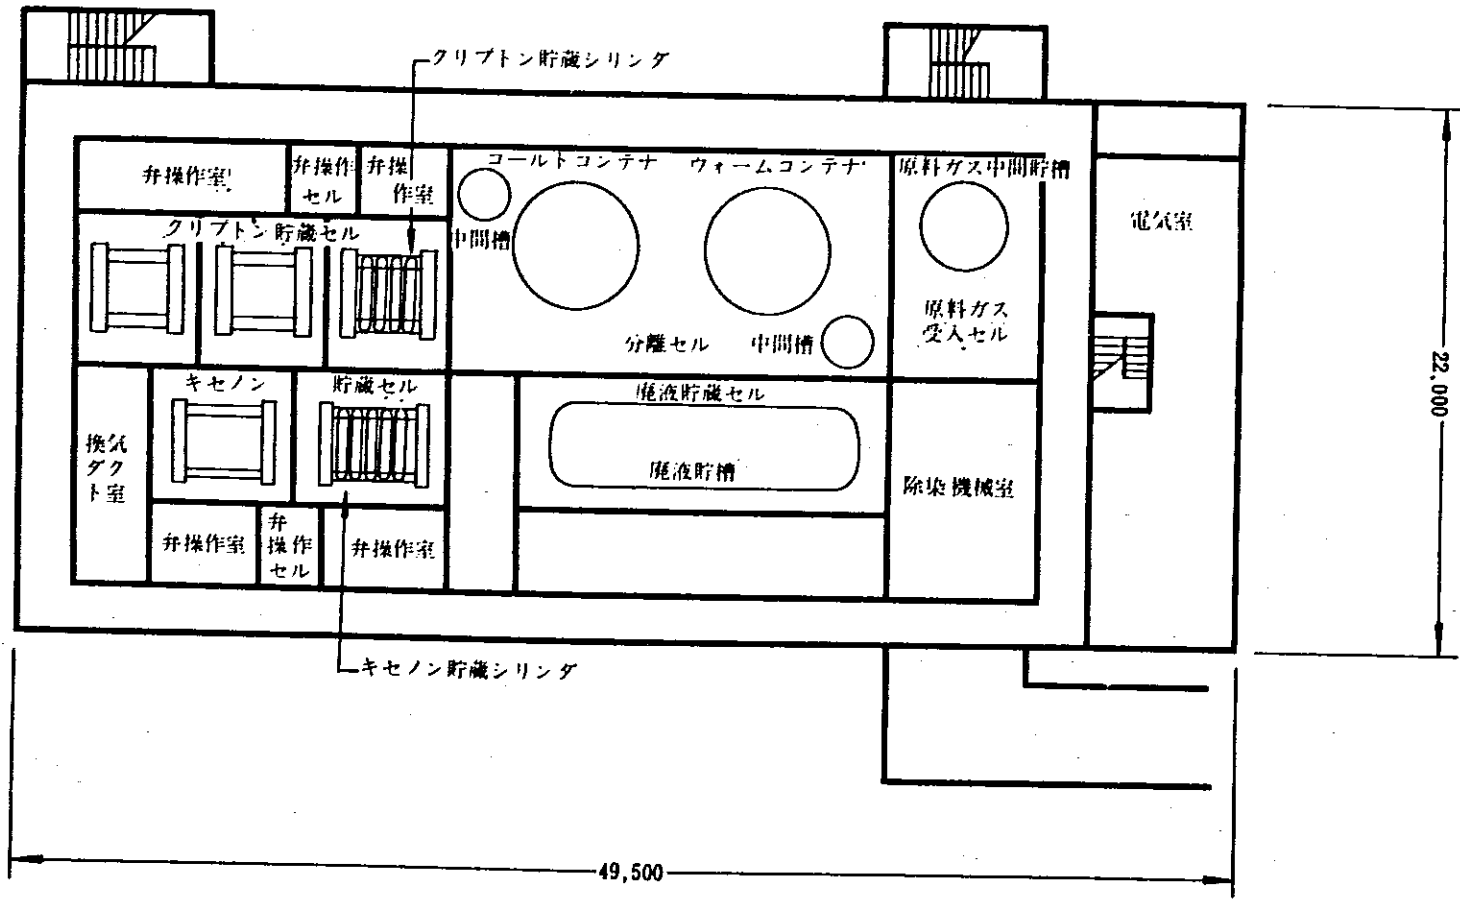 クリプトン貯蔵シリンダ
弁操作室
弁操作
セル
弁操
作室
コールトコンテナ
ウォームコンテナ
原料ガス中間貯槽
中間槽
電気室
クリプトン貯蔵セル
原料ガス
受入セル
分離セル
中間槽
22,000
キセノン
貯蔵セル
廃液貯蔵セル
換気
ダク
ト室
廃液貯槽
除染機械室
弁操作室
弁
操作
セル
弁操作室
キセノン貯蔵シリンダ
49,500